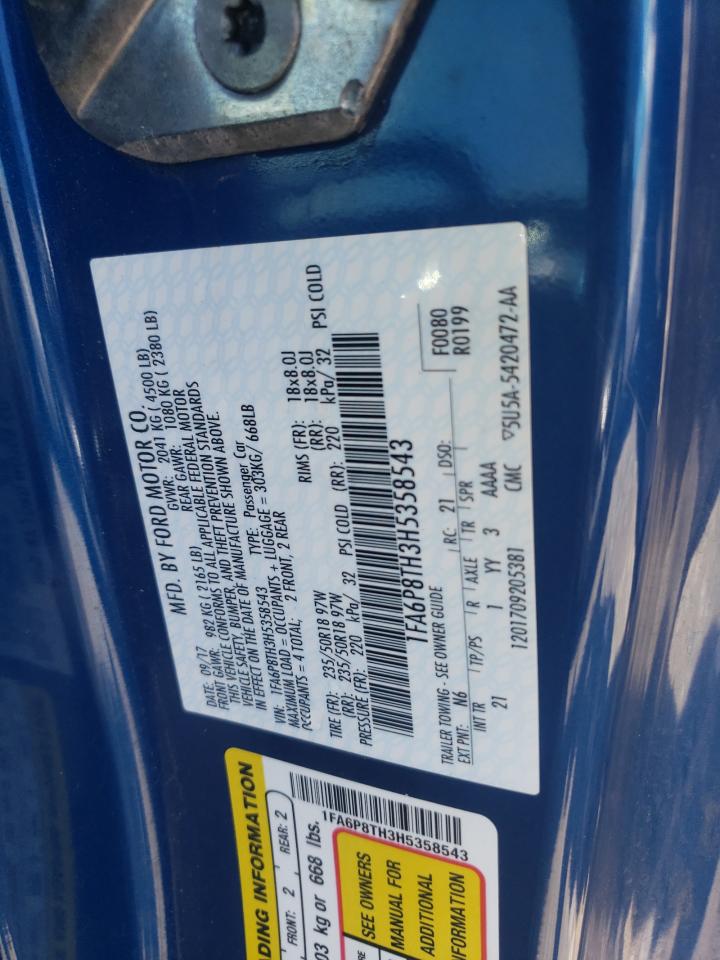 MFD. BY FORD MOTOR CO.
DATE: 09/17 GVWR: 2041 KG ( 4500 LB)
FRONT GAWR: 982 KG ( 2165 LB) REAR GAWR: 1080 KG ( 2380 LB)
THIS VEHICLE CONFORMS TO ALL APPLICABLE FEDERAL MOTOR
VEHICLE SAFETY, BUMPER, AND THEFT PREVENTION STANDARDS
IN EFFECT ON THE DATE OF MANUFACTURE SHOWN ABOVE.
VIN: 1FA6P8TH3H5358543 TYPE: Passenger Car
MAXIMUM LOAD = OCCUPANTS + LUGGAGE = 303KG/ 668LB
OCCUPANTS = 4 TOTAL; 2 FRONT, 2 REAR
TIRE (FR): 235/50R18 97W RIMS (FR): 18x8.0J
(RR): 235/50R18 97W (RR): 18x8.0J
PRESSURE (FR): 220 kPa/ 32 PSI COLD (RR): 220 kPa/ 32 PSI COLD
1FA6P8TH3H5358543
F0080
R0199
TRAILER TOWING - SEE OWNER GUIDE
EXT PNT: N6 RC: 21 DSO:
INT TR TP/PS R AXLE TR SPR
21 1 YY 3 AAAA
1201709205381 CMC ▽5U5A-5420472-AA
ADING INFORMATION
FRONT: 2 REAR: 2
03 kg or 668 lbs.
1FA6P8TH3H5358543
SEE OWNERS
MANUAL FOR
ADDITIONAL
INFORMATION